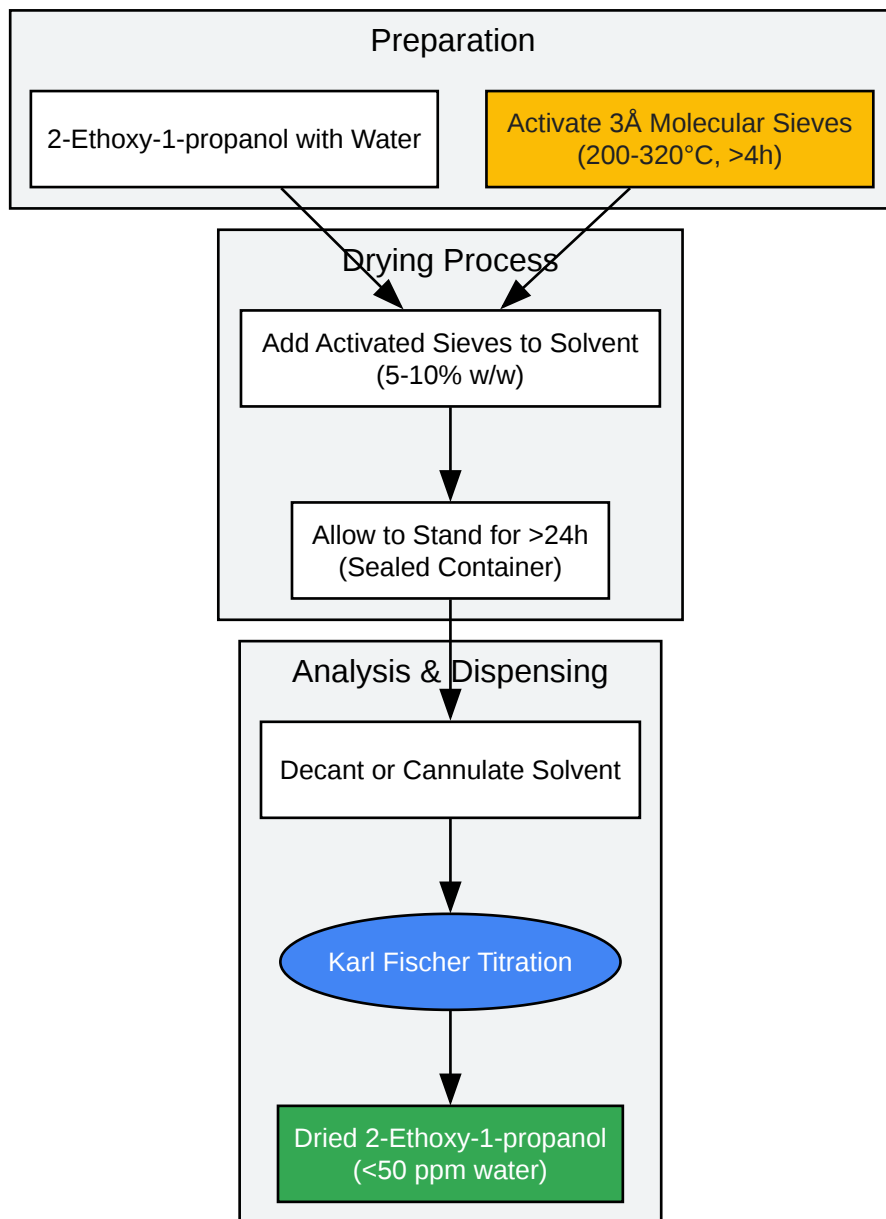 Preparation
2-Ethoxy-1-propanol with Water
Activate 3Å Molecular Sieves
(200-320°C, >4h)
Drying Process
Add Activated Sieves to Solvent
(5-10% w/w)
Allow to Stand for >24h
(Sealed Container)
Analysis & Dispensing
Decant or Cannulate Solvent
Karl Fischer Titration
Dried 2-Ethoxy-1-propanol
(<50 ppm water)